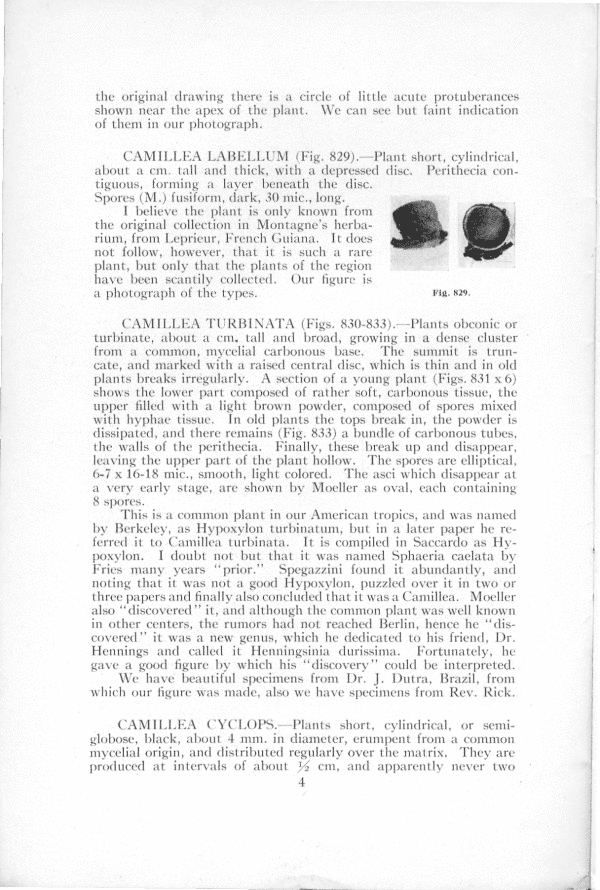 the original drawing there is a circle of little acute protuberances
shown near the apex of the plant. We can see but faint indication
of them in our photograph.
CAMILLEA LABELLUM (Fig. 829).—Plant short, cylindrical,
about a cm. tall and thick, with a depressed disc. Perithecia con-
tiguous, forming a layer beneath the disc.
Spores (M.) fusiform, dark, 30 mic., long.
I believe the plant is only known from
the original collection in Montagne's herba-
rium, from Leprieur, French Guiana. It does
not follow, however, that it is such a rare
plant, but only that the plants of the region
have been scantily collected. Our figure is
a photograph of the types.
Fig. 829.
CAMILLEA TURBINATA (Figs. 830-833).—Plants obconic or
turbinate, about a cm. tall and broad, growing in a dense cluster
from a common, mycelial carbonous base. The summit is trun-
cate, and marked with a raised central disc, which is thin and in old
plants breaks irregularly. A section of a young plant (Figs. 831 x 6)
shows the lower part composed of rather soft, carbonous tissue, the
upper filled with a light brown powder, composed of spores mixed
with hyphae tissue. In old plants the tops break in, the powder is
dissipated, and there remains (Fig. 833) a bundle of carbonous tubes,
the walls of the perithecia. Finally, these break up and disappear,
leaving the upper part of the plant hollow. The spores are elliptical,
6-7 x 16-18 mic., smooth, light colored. The asci which disappear at
a very early stage, are shown by Moeller as oval, each containing
8 spores.
This is a common plant in our American tropics, and was named
by Berkeley, as Hypoxylon turbinatum, but in a later paper he re-
ferred it to Camillea turbinata. It is compiled in Saccardo as Hy-
poxylon. I doubt not but that it was named Sphaeria caelata by
Fries many years "prior." Spegazzini found it abundantly, and
noting that it was not a good Hypoxylon, puzzled over it in two or
three papers and finally also concluded that it was a Camillea. Moeller
also "discovered" it, and although the common plant was well known
in other centers, the rumors had not reached Berlin, hence he "dis-
covered" it was a new genus, which he dedicated to his friend, Dr.
Hennings and called it Henningsinia durissima. Fortunately, he
gave a good figure by which his "discovery" could be interpreted.
We have beautiful specimens from Dr. J. Dutra, Brazil, from
which our figure was made, also we have specimens from Rev. Rick.
CAMILLEA CYCLOPS.—Plants short, cylindrical, or semi-
globose, black, about 4 mm. in diameter, erumpent from a common
mycelial origin, and distributed regularly over the matrix. They are
produced at intervals of about ½ cm, and apparently never two
4